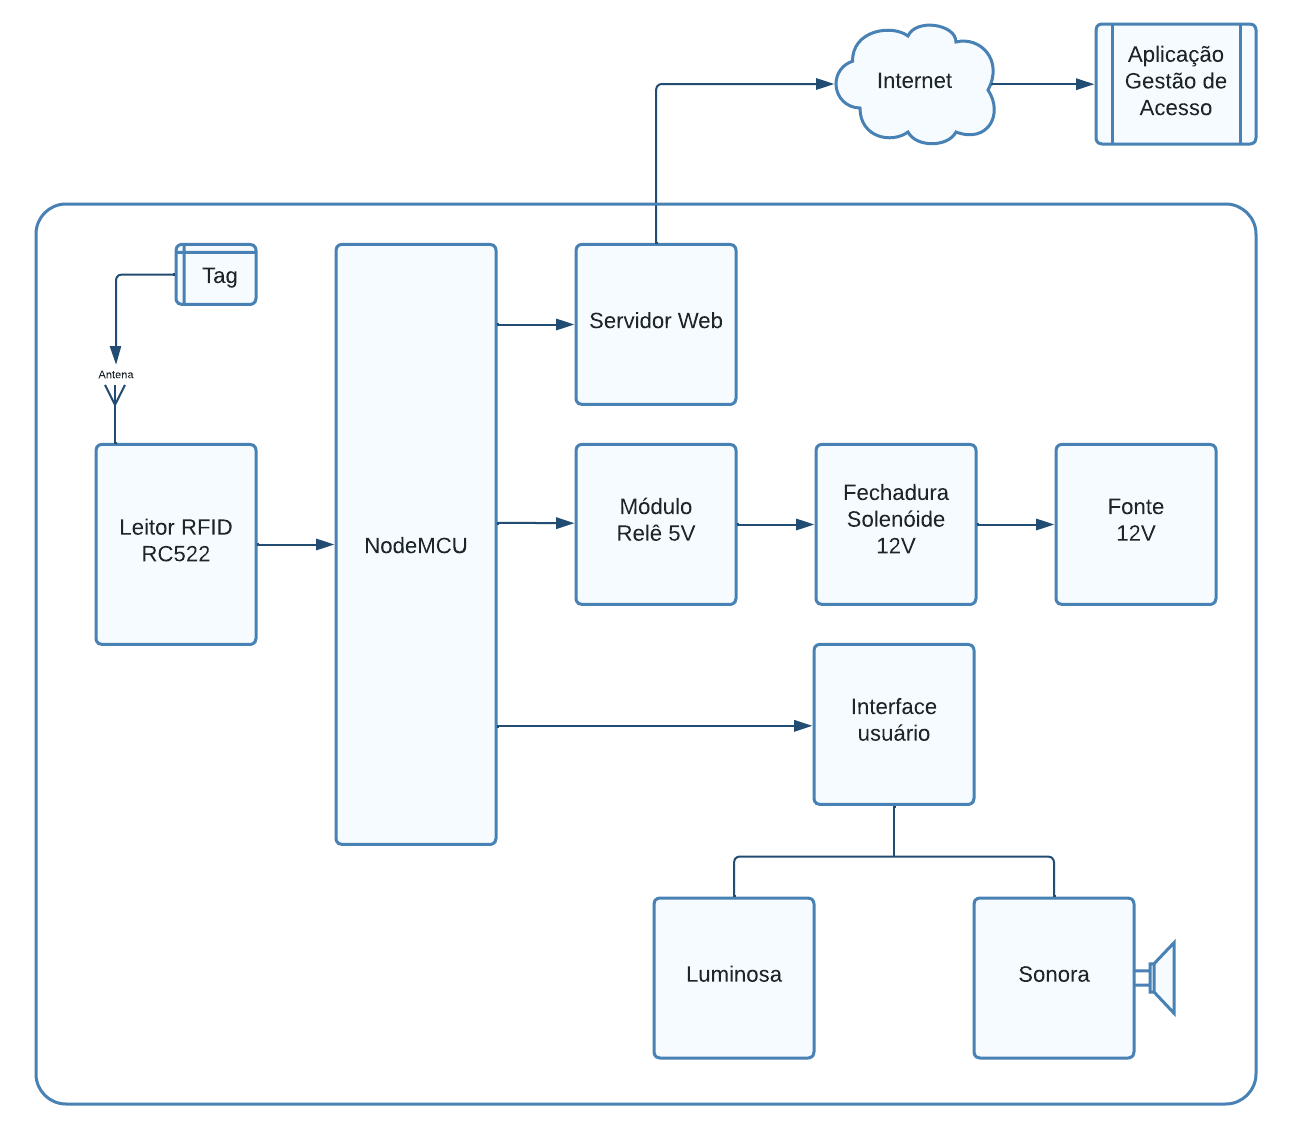 Internet
Aplicação
Gestão de
Acesso
Tag
Antena
Servidor Web
Leitor RFID
RC522
NodeMCU
Módulo
Relê 5V
Fechadura
Solenóide
12V
Fonte
12V
Interface
usuário
Luminosa
Sonora